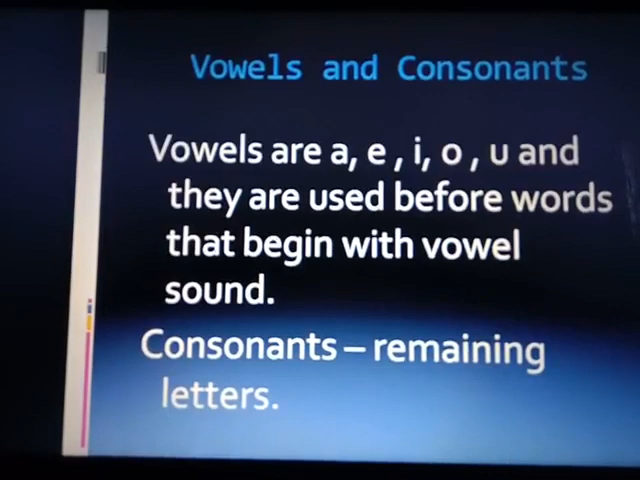 Vowels and Consonants
Vowels are a, e , i, o , u and
they are used before words
that begin with vowel
sound.
Consonants – remaining
letters.